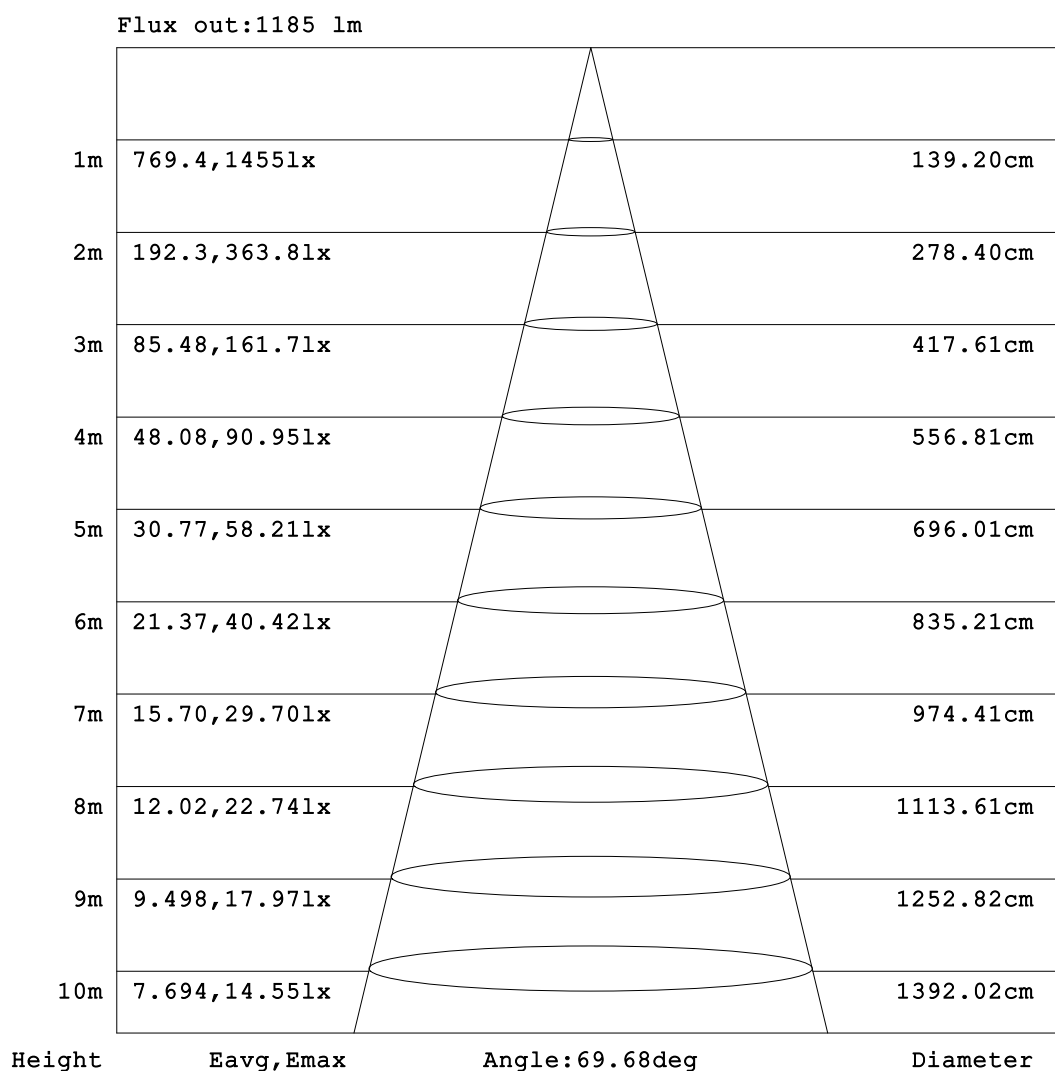 Flux out:1185 lm
1m 769.4,1455lx 139.20cm
2m 192.3,363.8lx 278.40cm
3m 85.48,161.7lx 417.61cm
4m 48.08,90.95lx 556.81cm
5m 30.77,58.21lx 696.01cm
6m 21.37,40.42lx 835.21cm
7m 15.70,29.70lx 974.41cm
8m 12.02,22.74lx 1113.61cm
9m 9.498,17.97lx 1252.82cm
10m 7.694,14.55lx 1392.02cm
Height Eavg,Emax Angle:69.68deg Diameter